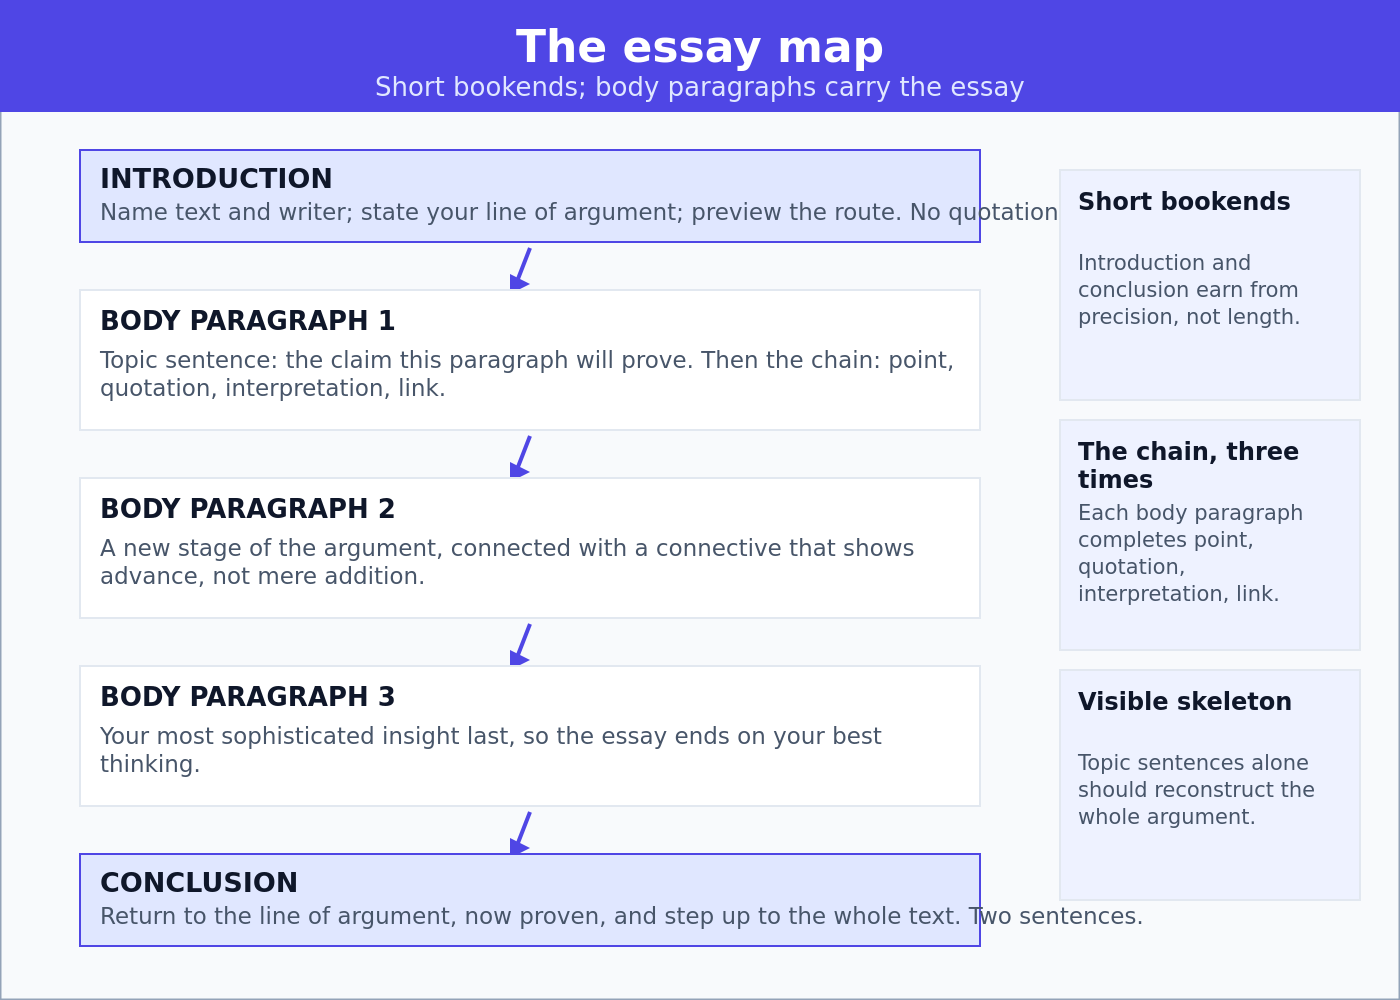 The essay map
Short bookends; body paragraphs carry the essay
INTRODUCTION
Name text and writer; state your line of argument; preview the route. No quotation
BODY PARAGRAPH 1
Topic sentence: the claim this paragraph will prove. Then the chain: point,
quotation, interpretation, link.
BODY PARAGRAPH 2
A new stage of the argument, connected with a connective that shows
advance, not mere addition.
BODY PARAGRAPH 3
Your most sophisticated insight last, so the essay ends on your best
thinking.
CONCLUSION
Return to the line of argument, now proven, and step up to the whole text. Two sentences.
Short bookends
Introduction and
conclusion earn from
precision, not length.
The chain, three
times
Each body paragraph
completes point,
quotation,
interpretation, link.
Visible skeleton
Topic sentences alone
should reconstruct the
whole argument.